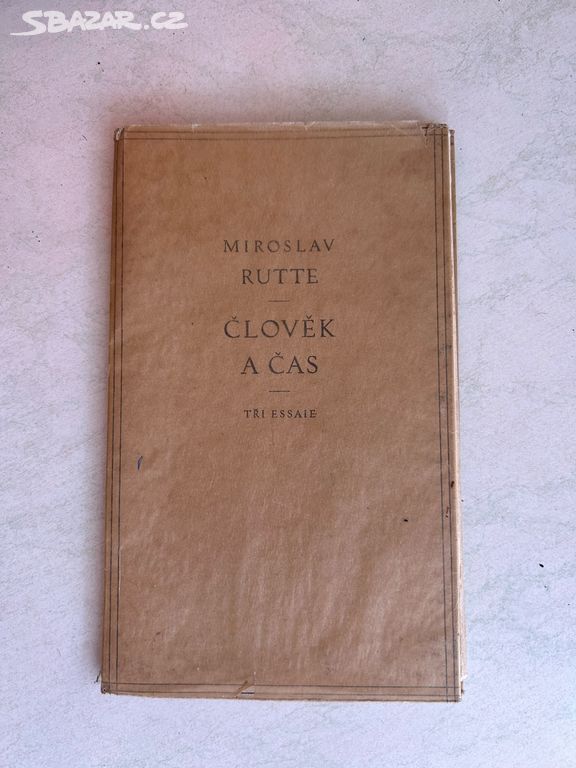 SBAZAR.CZ
MIROSLAV
RUTTE
ČLOVĚK
A ČAS
TŘI ESSAIE